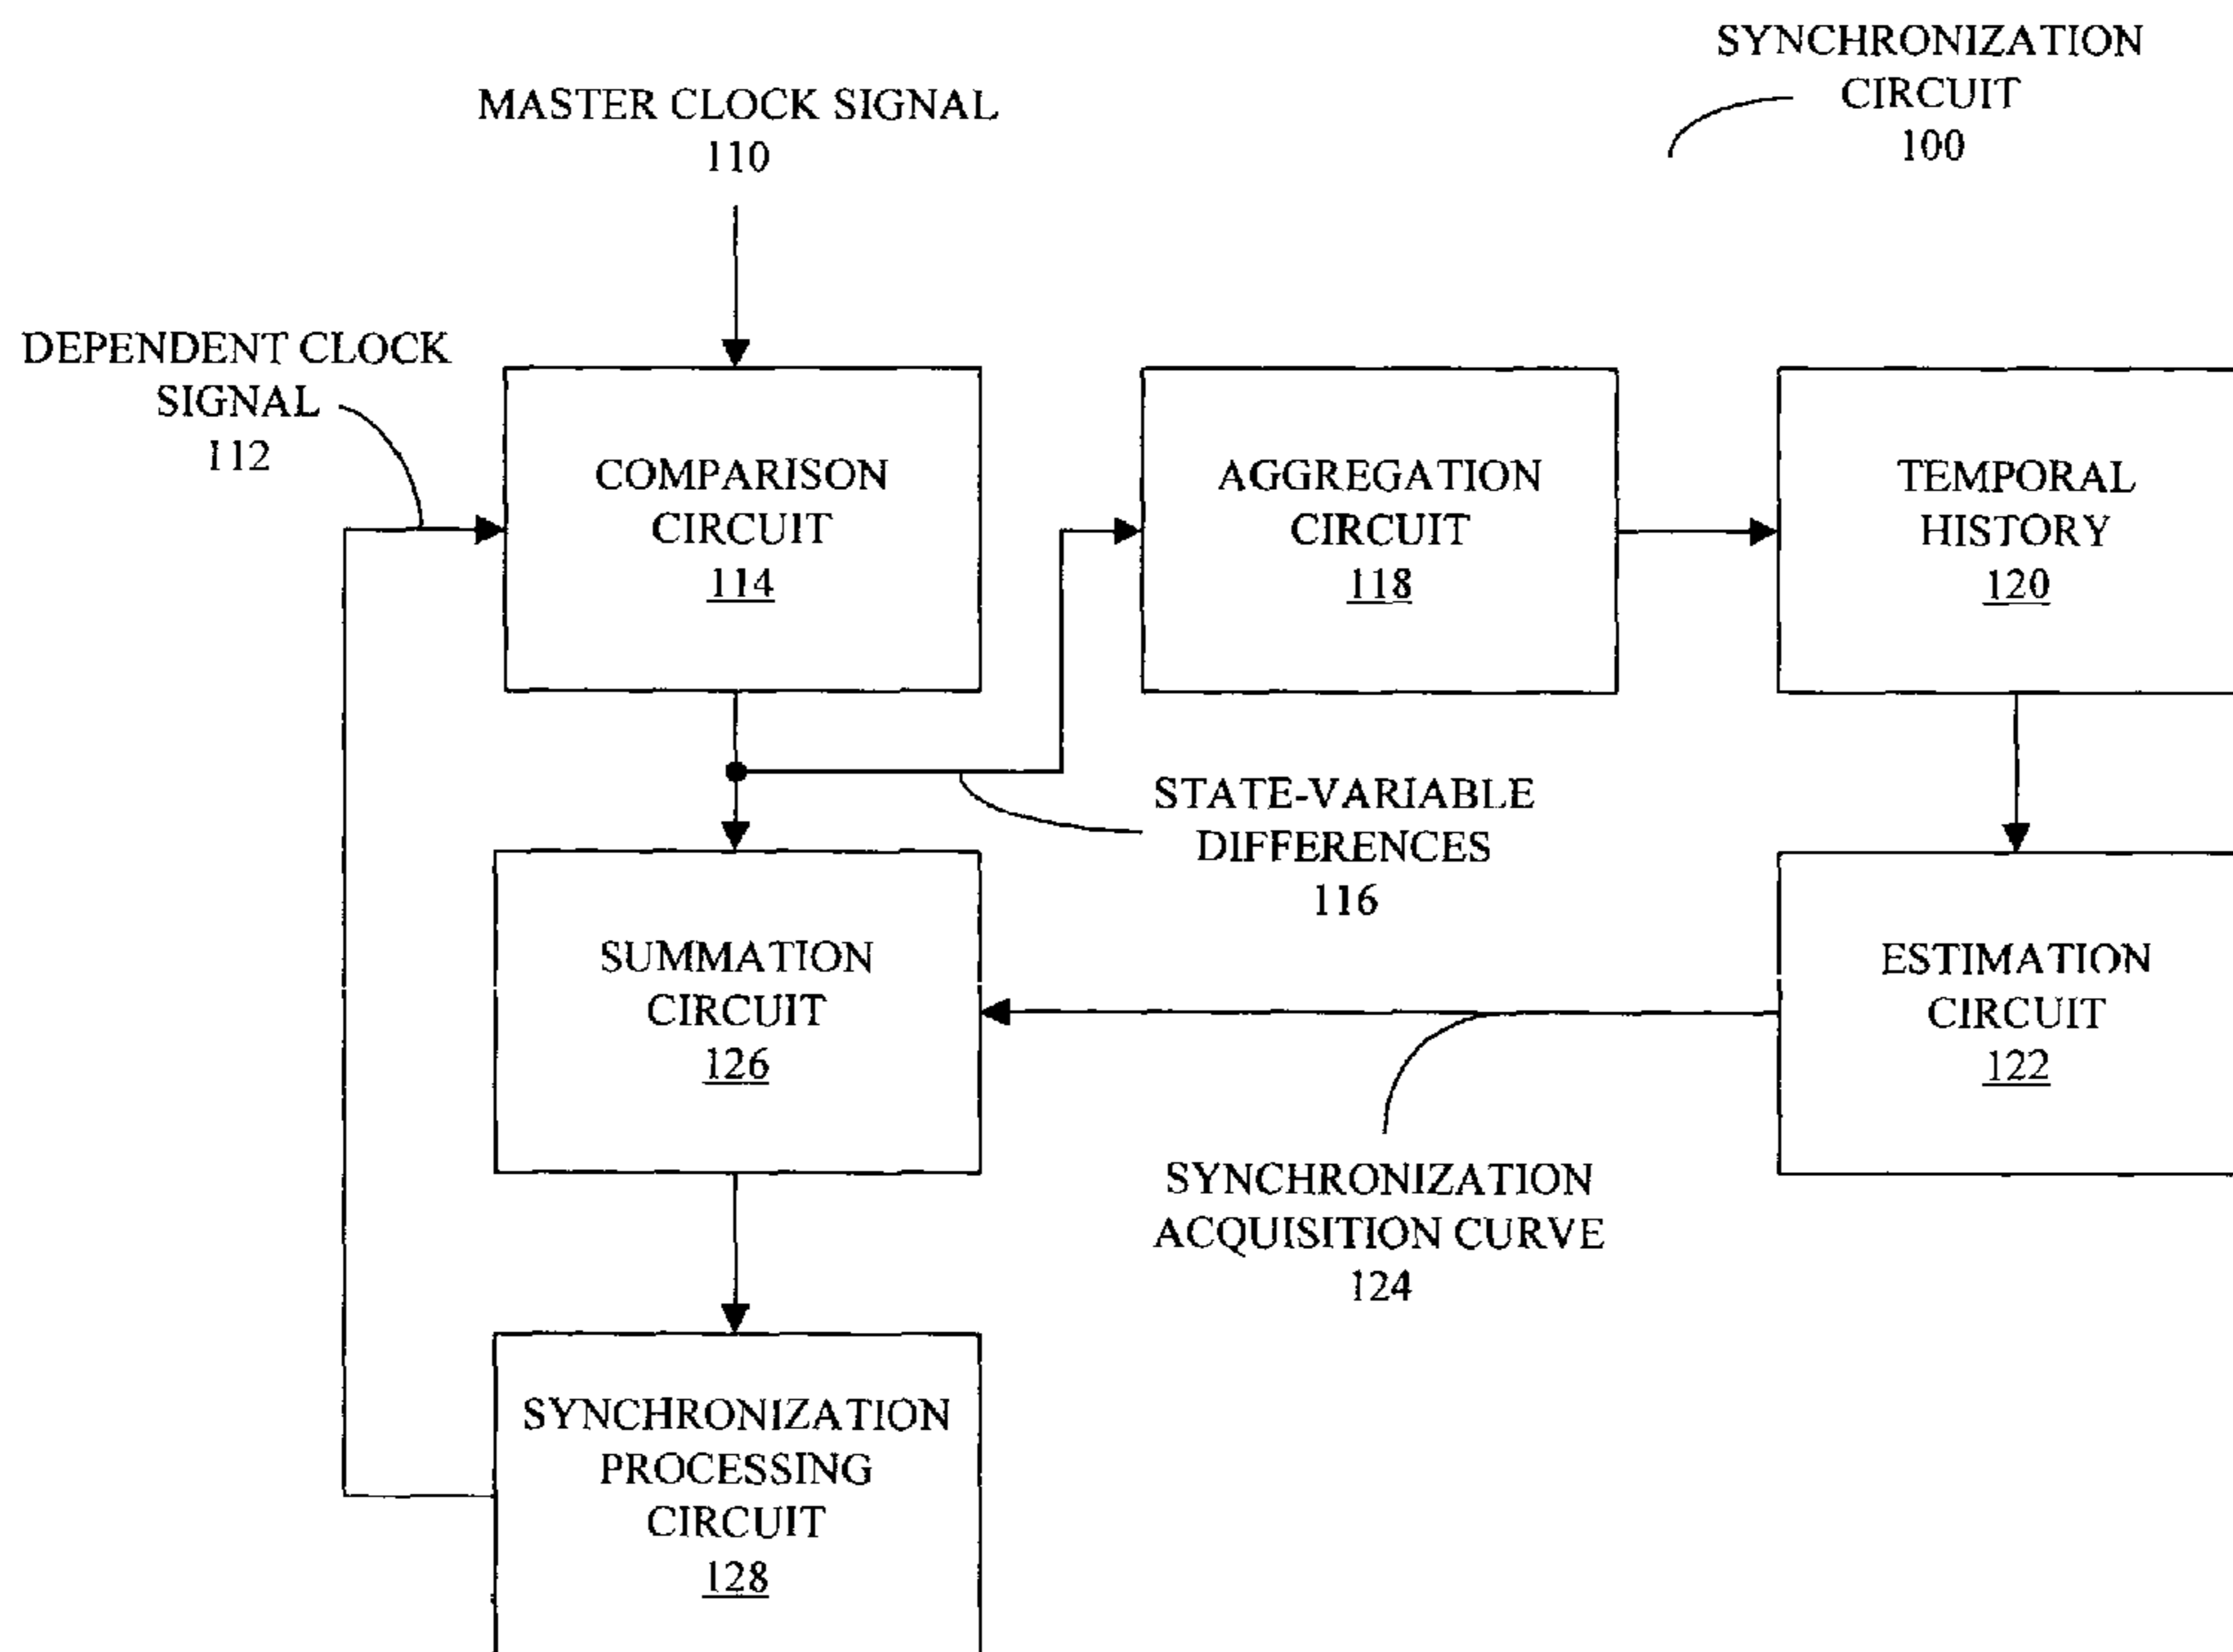 SYNCHRONIZATION
CIRCUIT
100
MASTER CLOCK SIGNAL
110
DEPENDENT CLOCK
SIGNAL
112
COMPARISON
CIRCUIT
114
AGGREGATION
CIRCUIT
118
TEMPORAL
HISTORY
120
STATE-VARIABLE
DIFFERENCES
116
SUMMATION
CIRCUIT
126
ESTIMATION
CIRCUIT
122
SYNCHRONIZATION
ACQUISITION CURVE
124
SYNCHRONIZATION
PROCESSING
CIRCUIT
128